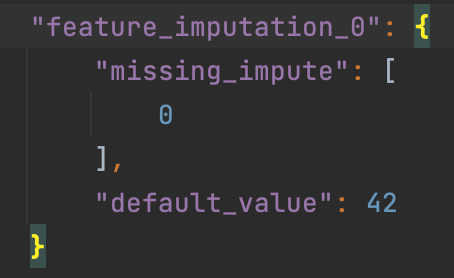 "feature_imputation_0": {
"missing_impute": [
0
],
"default_value": 42
}